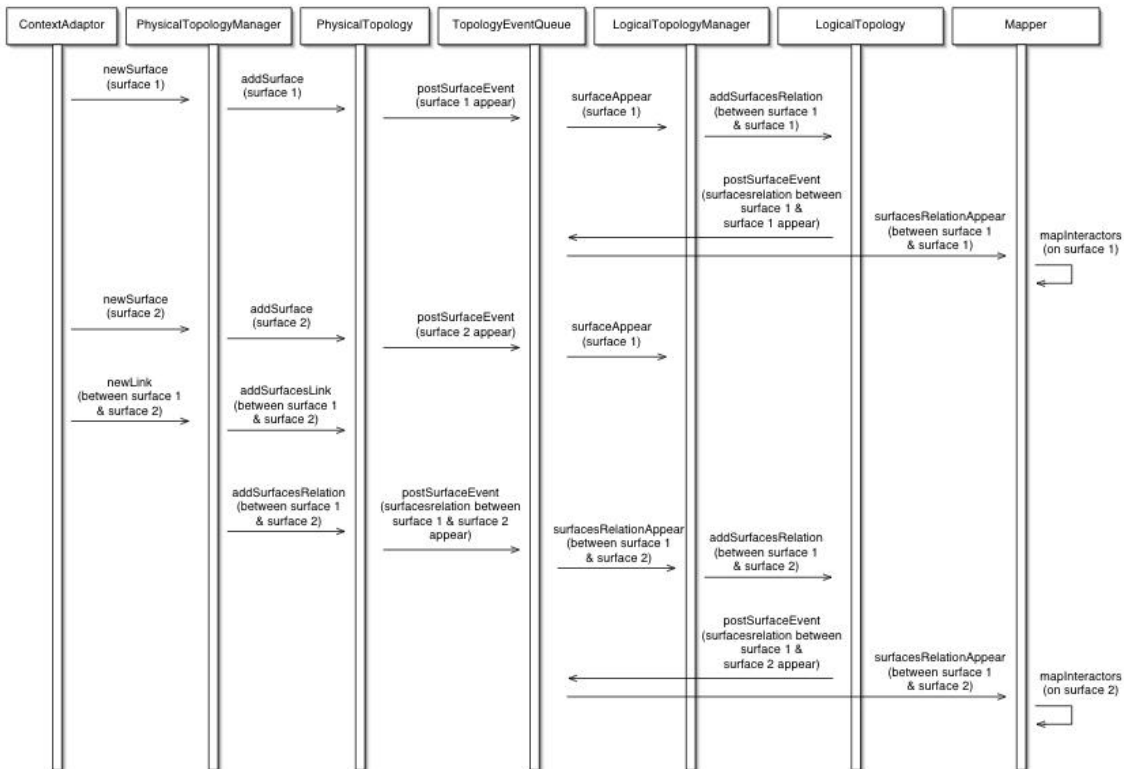 ContextAdaptor
PhysicalTopologyManager
PhysicalTopology
TopologyEventQueue
LogicalTopologyManager
LogicalTopology
Mapper
newSurface
(surface 1)
addSurface
(surface 1)
postSurfaceEvent
(surface 1 appear)
surfaceAppear
(surface 1)
addSurfacesRelation
(between surface 1
& surface 1)
postSurfaceEvent
(surfacesrelation between
surface 1 &
surface 1 appear)
surfacesRelationAppear
(between surface 1
& surface 1)
mapInteractors
(on surface 1)
newSurface
(surface 2)
addSurface
(surface 2)
postSurfaceEvent
(surface 2 appear)
surfaceAppear
(surface 1)
newLink
(between surface 1
& surface 2)
addSurfacesLink
(between surface 1
& surface 2)
addSurfacesRelation
(between surface 1
& surface 2)
postSurfaceEvent
(surfacesrelation between
surface 1 & surface 2
appear)
surfacesRelationAppear
(between surface 1
& surface 2)
addSurfacesRelation
(between surface 1
& surface 2)
postSurfaceEvent
(surfacesrelation between
surface 1 &
surface 2 appear)
surfacesRelationAppear
(between surface 1
& surface 2)
mapInteractors
(on surface 2)